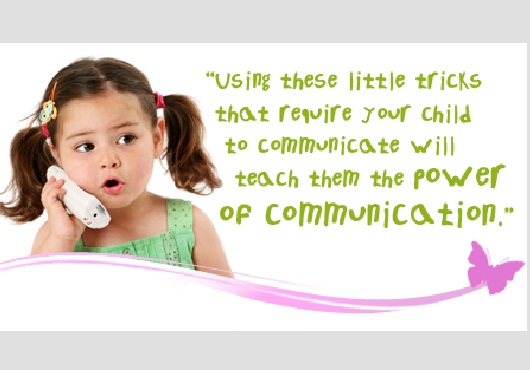 "Using these little tricks
that require your child
to communicate will
teach them the power
of communication."